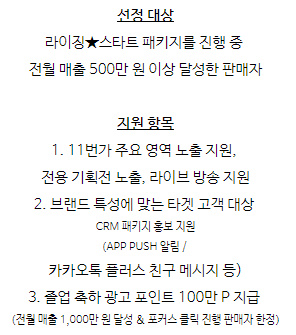 선정 대상
라이징★스타트 패키지를 진행 중
전월 매출 500만 원 이상 달성한 판매자
지원 항목
1. 11번가 주요 영역 노출 지원,
전용 기획전 노출, 라이브 방송 지원
2. 브랜드 특성에 맞는 타겟 고객 대상
CRM 패키지 홍보 지원
(APP PUSH 알림 /
카카오톡 플러스 친구 메시지 등)
3. 졸업 축하 광고 포인트 100만 P 지급
(전월 매출 1,000만 원 달성 & 포커스 클릭 진행 판매자 한정)